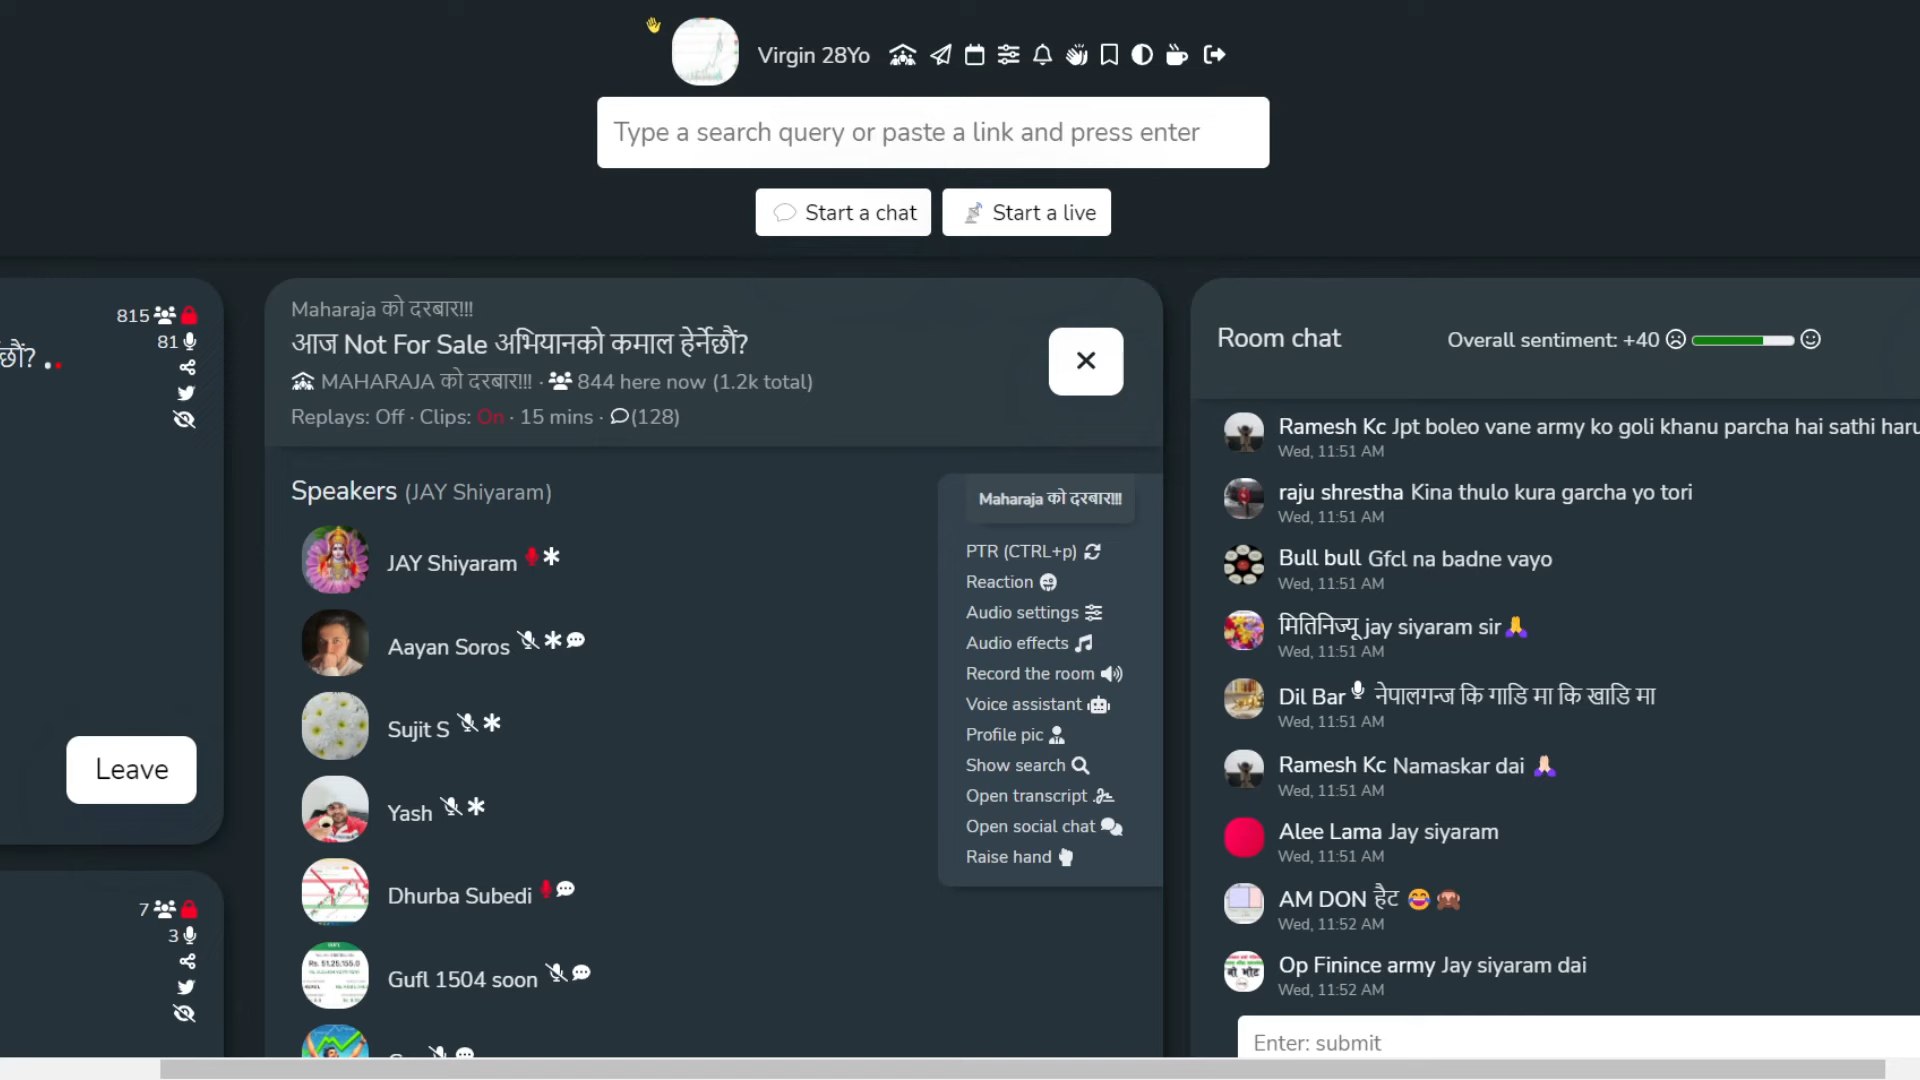 Virgin 28Yo
Type a search query or paste a link and press enter
Start a chat
Start a live
815
81
छौं? ..
Leave
7
3
Maharaja को दरबार!!!
आज Not For Sale अभियानको कमाल हेर्नेछौं?
MAHARAJA को दरबार!!! · 844 here now (1.2k total)
Replays: Off · Clips: On · 15 mins · (128)
Speakers (JAY Shiyaram)
JAY Shiyaram
Aayan Soros
Sujit S
Yash
Dhurba Subedi
Rs. 51,25,155.0
Gufl 1504 soon
Maharaja को दरबार!!!
PTR (CTRL+p)
Reaction
Audio settings
Audio effects
Record the room
Voice assistant
Profile pic
Show search
Open transcript
Open social chat
Raise hand
Room chat
Overall sentiment: +40
Ramesh Kc Jpt boleo vane army ko goli khanu parcha hai sathi haru
Wed, 11:51 AM
raju shrestha Kina thulo kura garcha yo tori
Wed, 11:51 AM
Bull bull Gfcl na badne vayo
Wed, 11:51 AM
मितिनिज्यू jay siyaram sir🙏
Wed, 11:51 AM
Dil Bar नेपालगन्ज कि गाडि मा कि खाडि मा
Wed, 11:51 AM
Ramesh Kc Namaskar dai 🙏🏻
Wed, 11:51 AM
Alee Lama Jay siyaram
Wed, 11:51 AM
AM DON हैट 😂🙈
Wed, 11:52 AM
Op Finince army Jay siyaram dai
Wed, 11:52 AM
Enter: submit